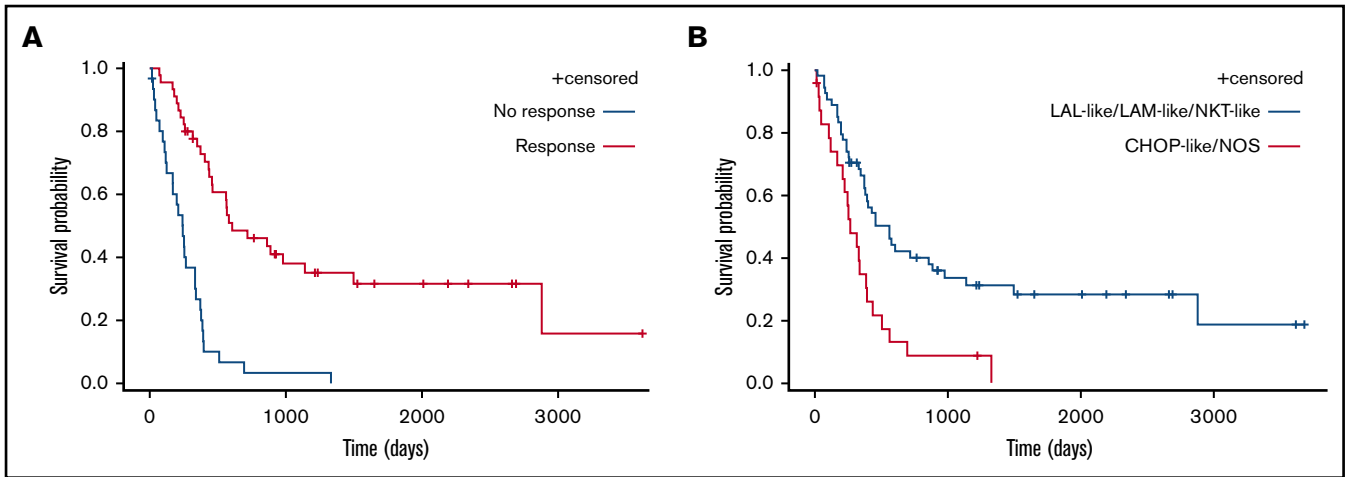 A
1.0
0.8
0.6
0.4
0.2
0.0
Survival probability
+censored
No response
Response
0 1000 2000 3000
Time (days)
B
1.0
0.8
0.6
0.4
0.2
0.0
Survival probability
+censored
LAL-like/LAM-like/NKT-like
CHOP-like/NOS
0 1000 2000 3000
Time (days)